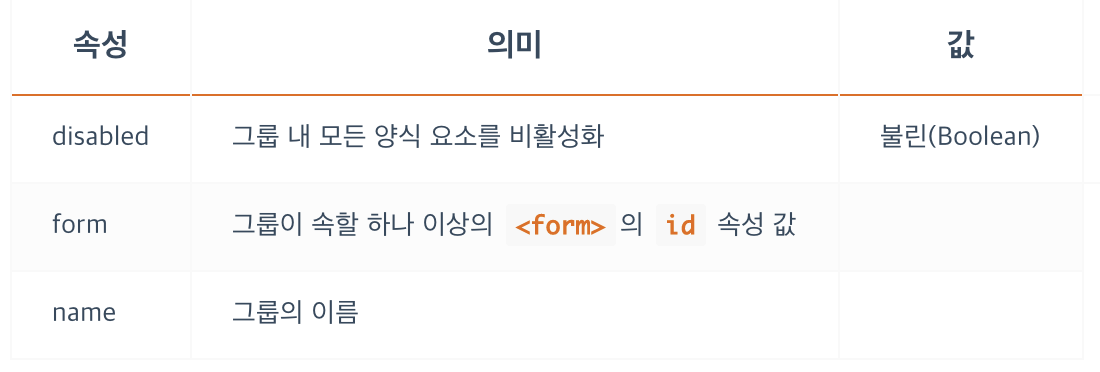 속성 의미 값
disabled 그룹 내 모든 양식 요소를 비활성화 불린(Boolean)
form 그룹이 속할 하나 이상의 <form> 의 id 속성 값
name 그룹의 이름